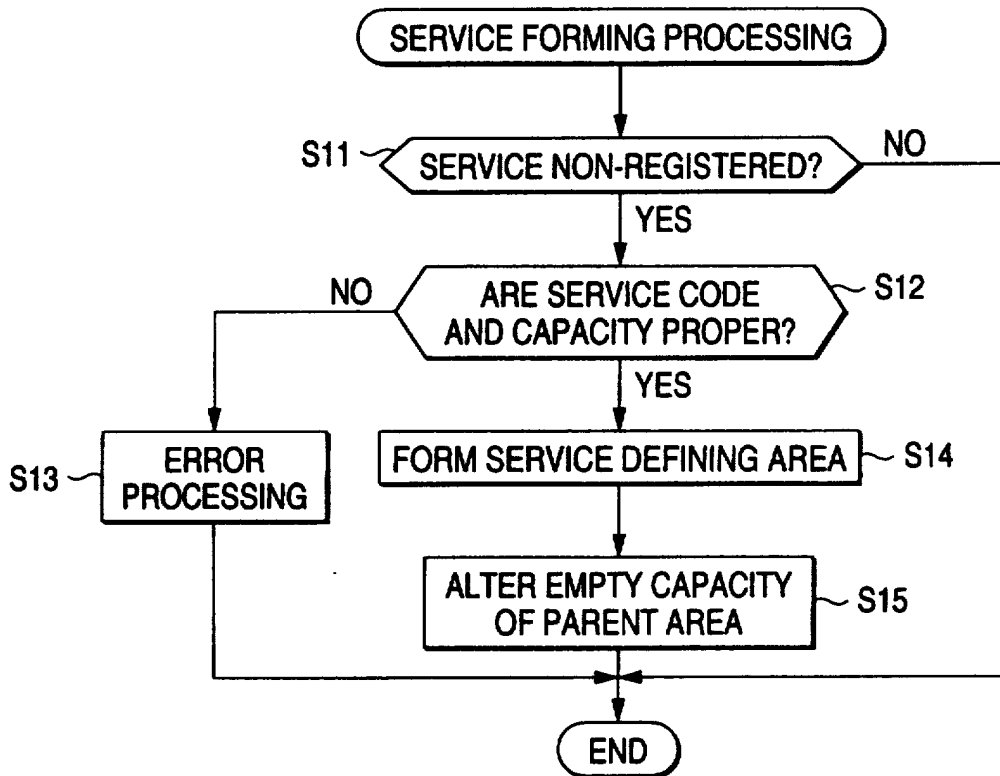 SERVICE FORMING PROCESSING
S11
SERVICE NON-REGISTERED?
NO
YES
NO
ARE SERVICE CODE
AND CAPACITY PROPER?
S12
YES
S13
ERROR
PROCESSING
FORM SERVICE DEFINING AREA
S14
ALTER EMPTY CAPACITY
OF PARENT AREA
S15
END